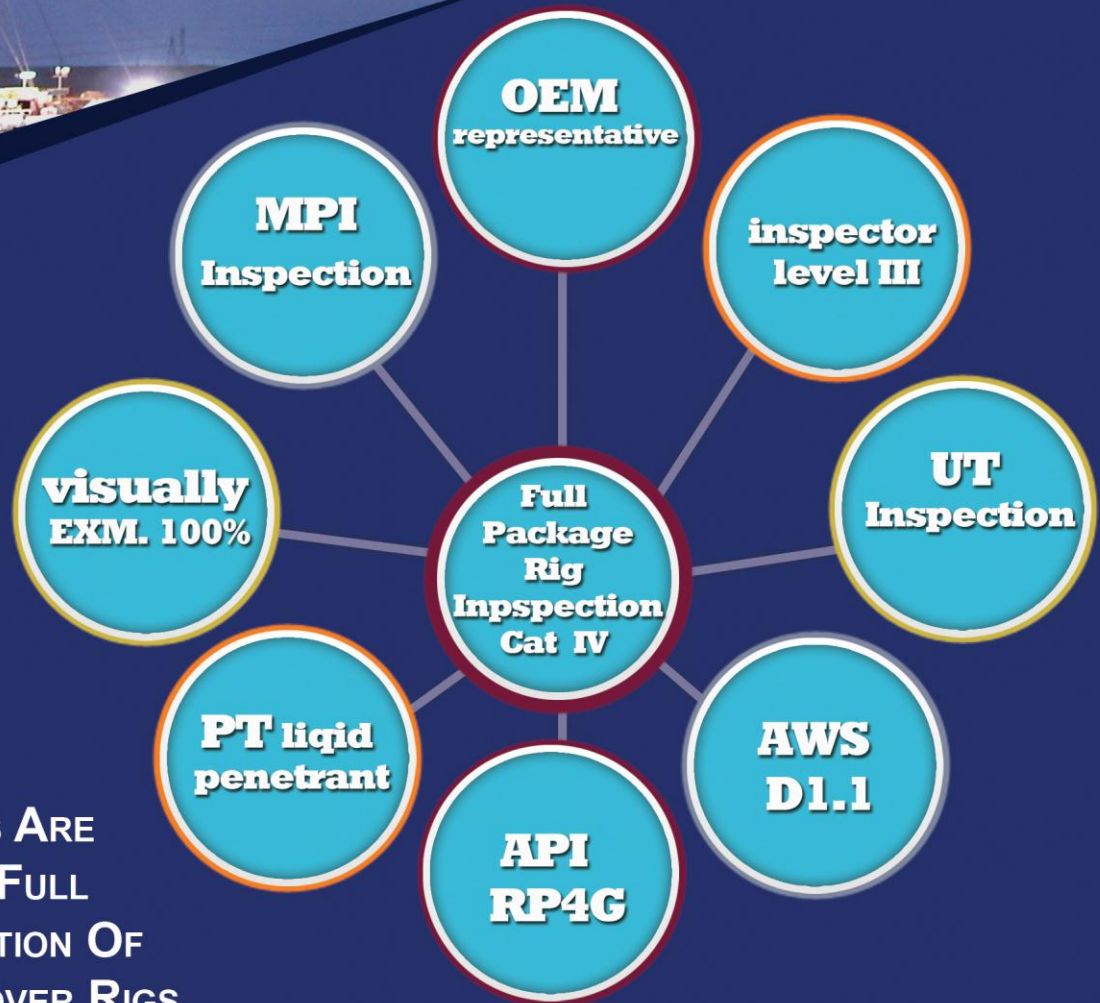 OEM
representative
MPI
Inspection
inspector
level III
visually
EXM. 100%
UT
Inspection
Full
Package
Rig
Inpspection
Cat IV
PT liqid
penetrant
AWS
D1.1
API
RP4G
ARE
FULL
OF
RIGS